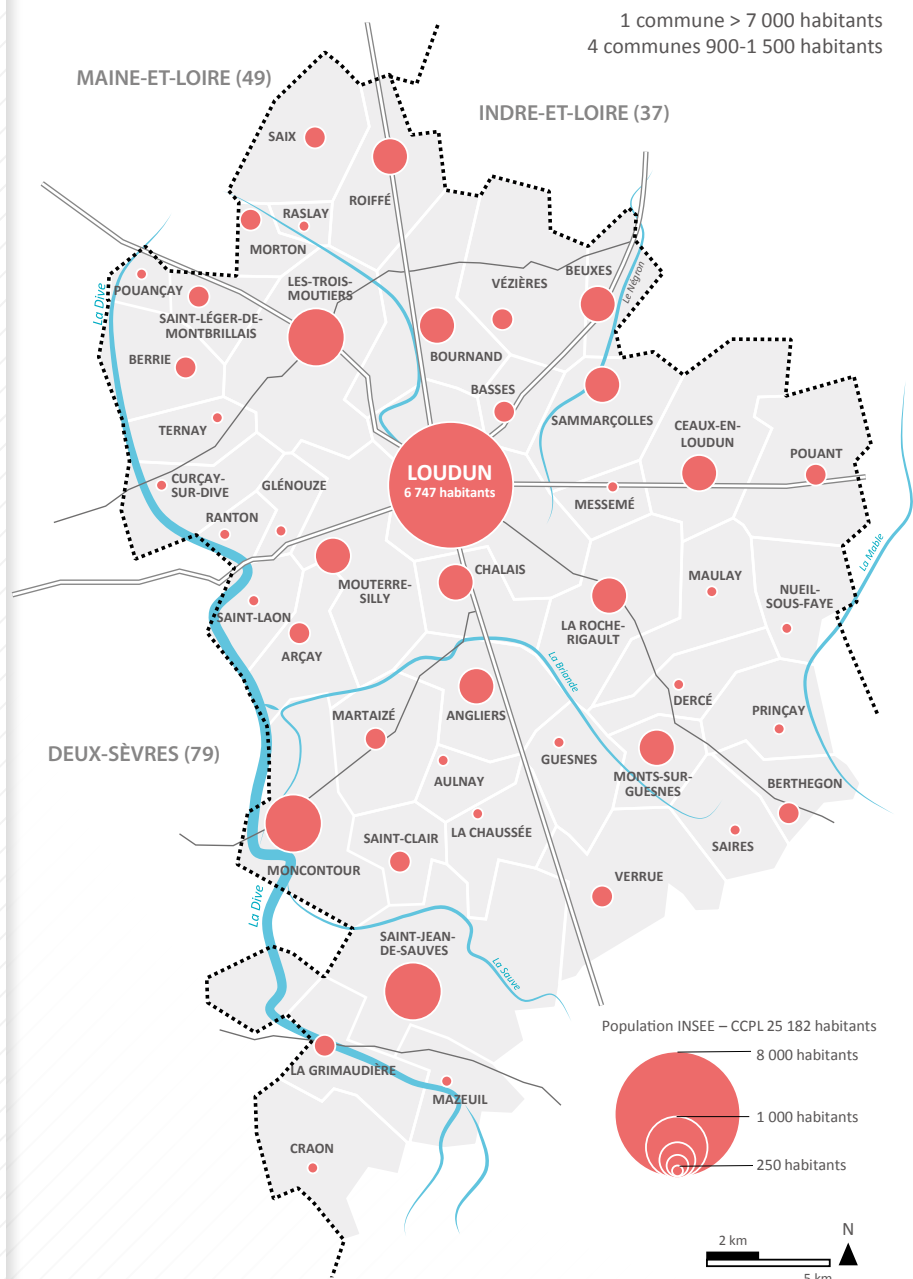 1 commune > 7 000 habitants
4 communes 900-1 500 habitants
MAINE-ET-LOIRE (49)
INDRE-ET-LOIRE (37)
SAIX
ROIFFÉ
RASLAY
MORTON
POUANÇAY
LES-TROIS-
MOUTIERS
VÉZIÈRES
BEUXES
Le Négron
La Dive
SAINT-LÉGER-DE-
MONTBRILLAIS
BOURNAND
BERRIE
BASSES
SAMMARÇOLLES
TERNAY
CEAUX-EN-
LOUDUN
POUANT
LOUDUN
6 747 habitants
CURÇAY-
SUR-DIVE
GLÉNOUZE
MESSEMÉ
RANTON
La Mable
CHALAIS
MOUTERRE-
SILLY
MAULAY
NUEIL-
SOUS-FAYE
SAINT-LAON
LA ROCHE-
RIGAULT
ARÇAY
La Briande
DERCÉ
MARTAIZÉ
ANGLIERS
PRINÇAY
DEUX-SÈVRES (79)
GUESNES
AULNAY
MONTS-SUR-
GUESNES
BERTHEGON
LA CHAUSSÉE
SAINT-CLAIR
SAIRES
MONCONTOUR
VERRUE
La Dive
SAINT-JEAN-
DE-SAUVES
La Sauve
Population INSEE – CCPL 25 182 habitants
8 000 habitants
LA GRIMAUDIÈRE
MAZEUIL
1 000 habitants
CRAON
250 habitants
N
2 km
5 km